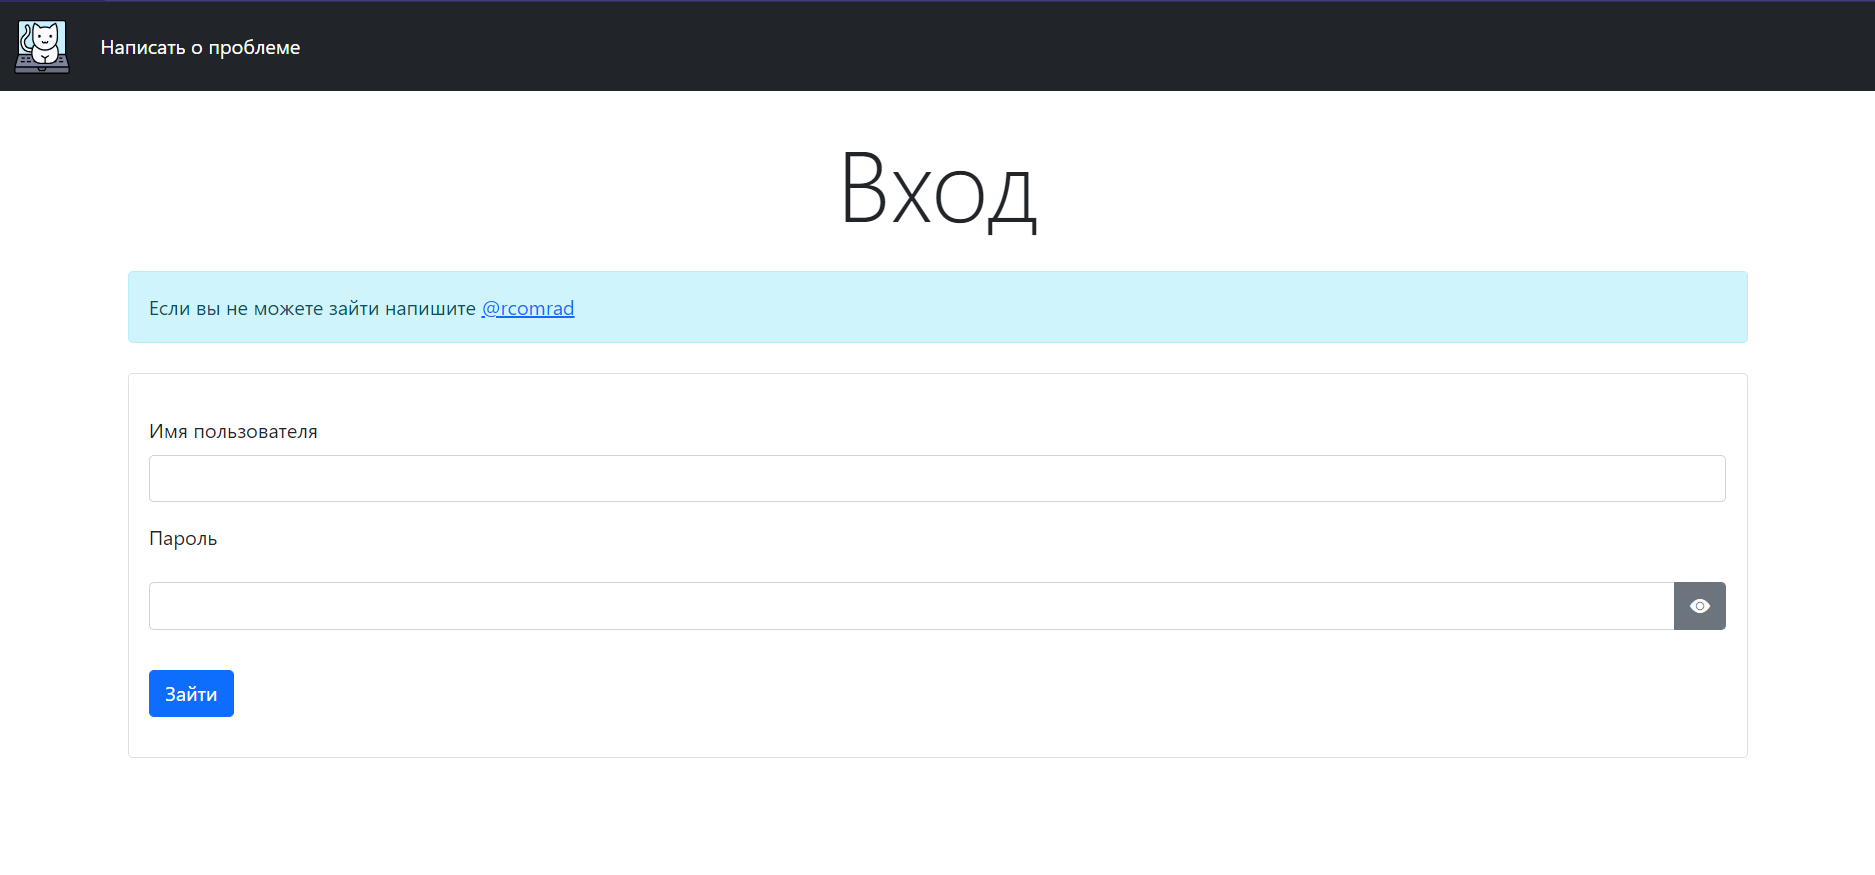 Написать о проблеме
Вход
Если вы не можете зайти напишите @rcomrad
Имя пользователя
Пароль
Зайти